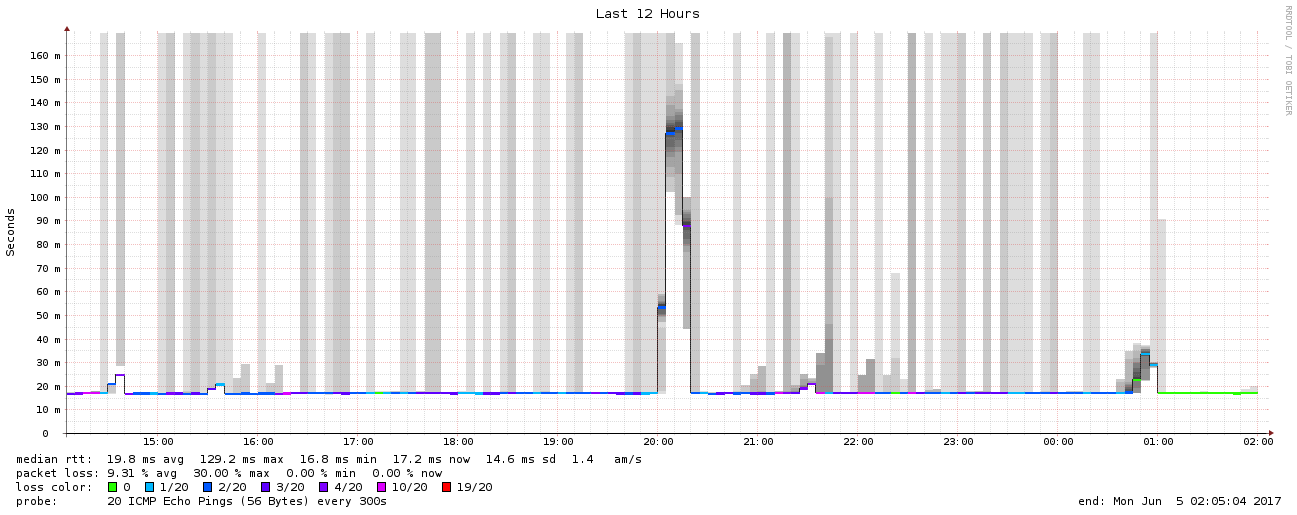 Last 12 Hours
RRDTOOL / TOBI OETIKER
Seconds
160 m
150 m
140 m
130 m
120 m
110 m
100 m
90 m
80 m
70 m
60 m
50 m
40 m
30 m
20 m
10 m
0
15:00 16:00 17:00 18:00 19:00 20:00 21:00 22:00 23:00 00:00 01:00 02:00
median rtt: 19.8 ms avg 129.2 ms max 16.8 ms min 17.2 ms now 14.6 ms sd 1.4 am/s
packet loss: 9.31 % avg 30.00 % max 0.00 % min 0.00 % now
loss color: 0 1/20 2/20 3/20 4/20 10/20 19/20
probe: 20 ICMP Echo Pings (56 Bytes) every 300s end: Mon Jun 5 02:05:04 2017